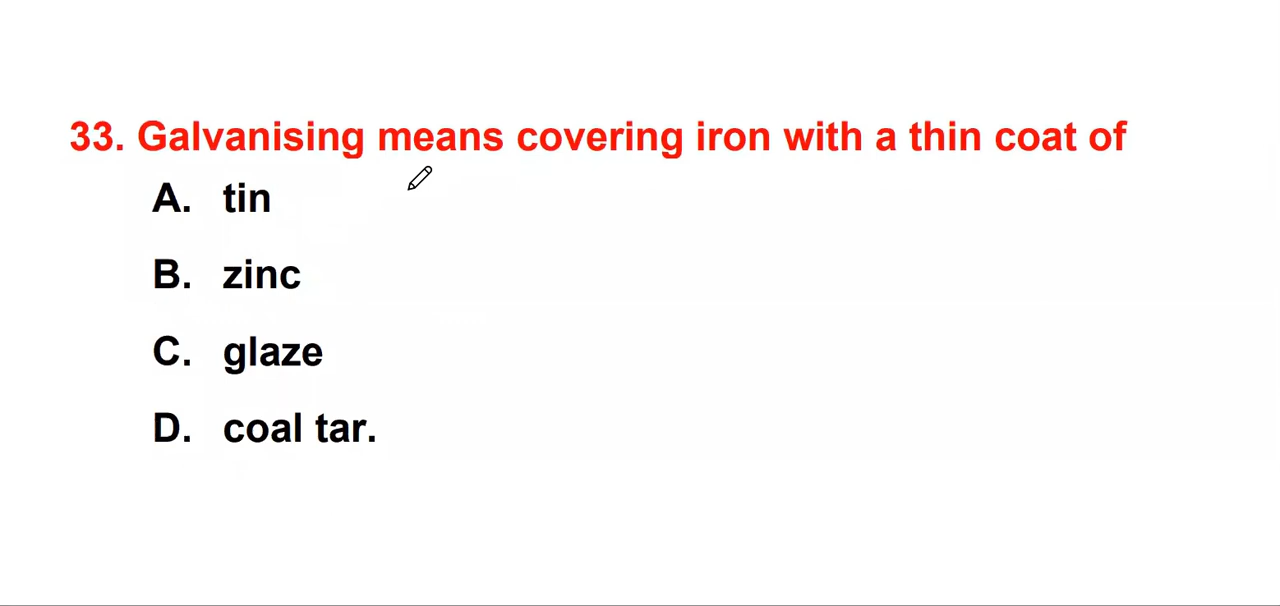 33. Galvanising means covering iron with a thin coat of
A. tin
B. zinc
C. glaze
D. coal tar.